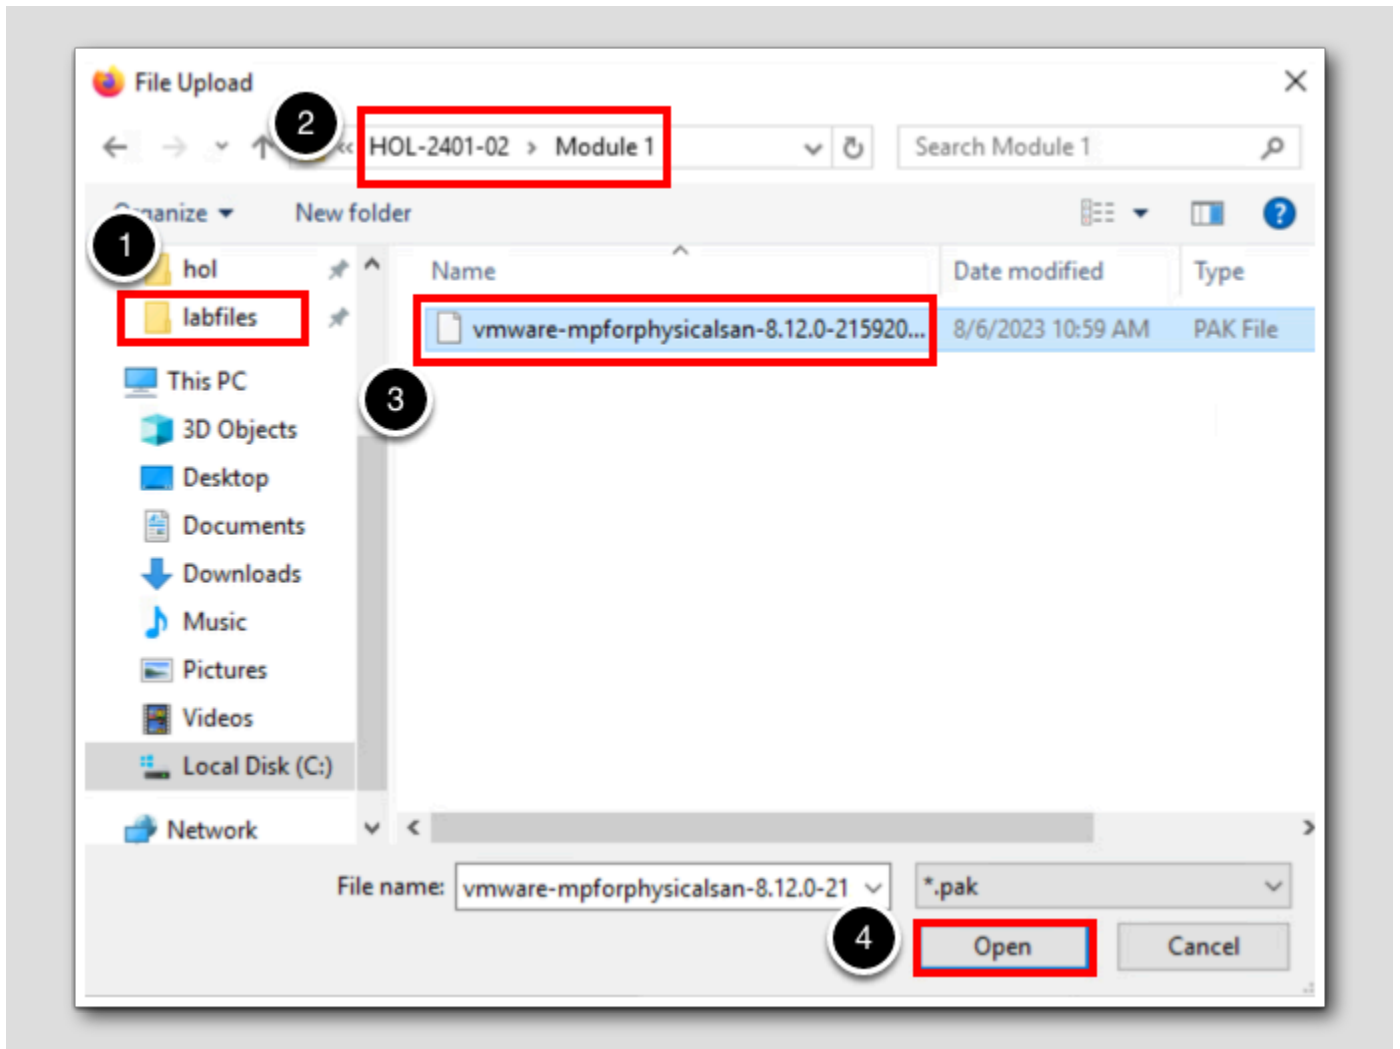 File Upload
2
« HOL-2401-02 > Module 1
Search Module 1
Organize
New folder
1
hol
labfiles
Name
Date modified
Type
vmware-mpforphysicalsan-8.12.0-215920...
8/6/2023 10:59 AM
PAK File
3
This PC
3D Objects
Desktop
Documents
Downloads
Music
Pictures
Videos
Local Disk (C:)
Network
File name:
vmware-mpforphysicalsan-8.12.0-21
*.pak
4
Open
Cancel